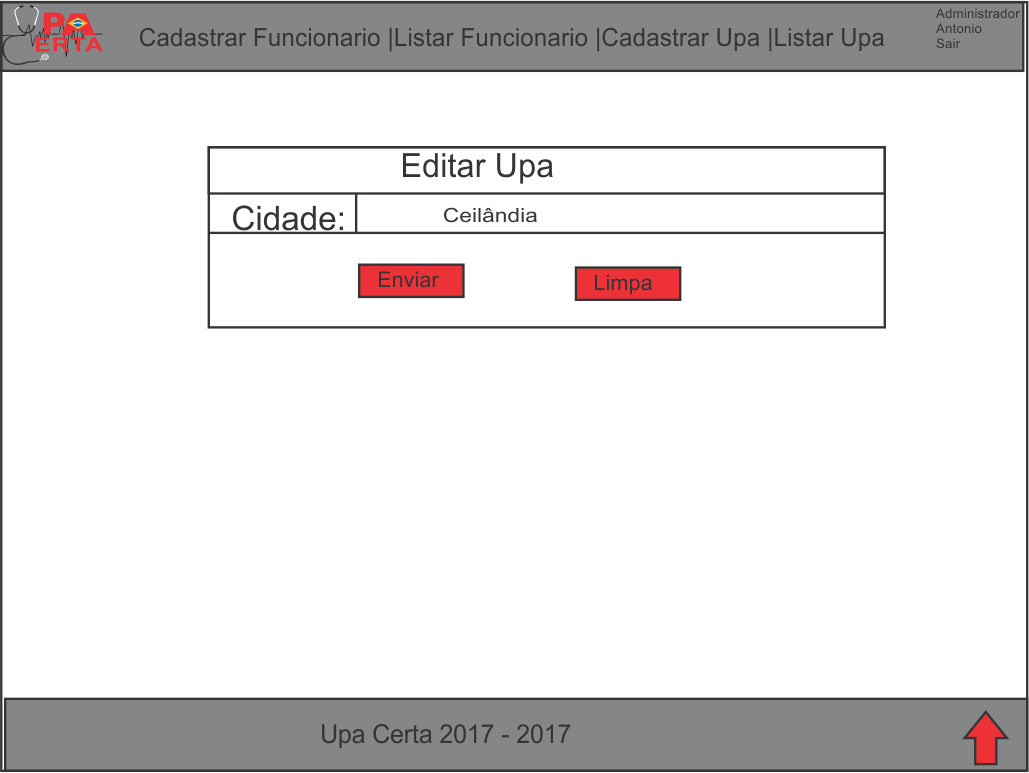 PA
ERTA
Cadastrar Funcionario |Listar Funcionario |Cadastrar Upa |Listar Upa
Administrador
Antonio
Sair
Editar Upa
Cidade:
Ceilândia
Enviar
Limpa
Upa Certa 2017 - 2017